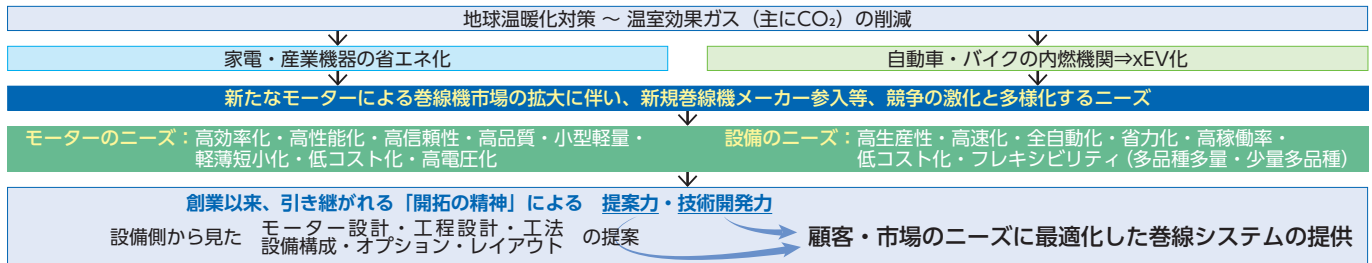 地球温暖化対策 ～ 温室効果ガス（主にCO₂）の削減
家電・産業機器の省エネ化
自動車・バイクの内燃機関⇒xEV化
新たなモーターによる巻線機市場の拡大に伴い、新規巻線機メーカー参入等、競争の激化と多様化するニーズ
モーターのニーズ：高効率化・高性能化・高信頼性・高品質・小型軽量・
軽薄短小化・低コスト化・高電圧化
設備のニーズ：高生産性・高速化・全自動化・省力化・高稼働率・
低コスト化・フレキシビリティ（多品種多量・少量多品種）
創業以来、引き継がれる「開拓の精神」による 提案力・技術開発力
設備側から見た モーター設計・工程設計・工法
設備構成・オプション・レイアウト の提案
顧客・市場のニーズに最適化した巻線システムの提供